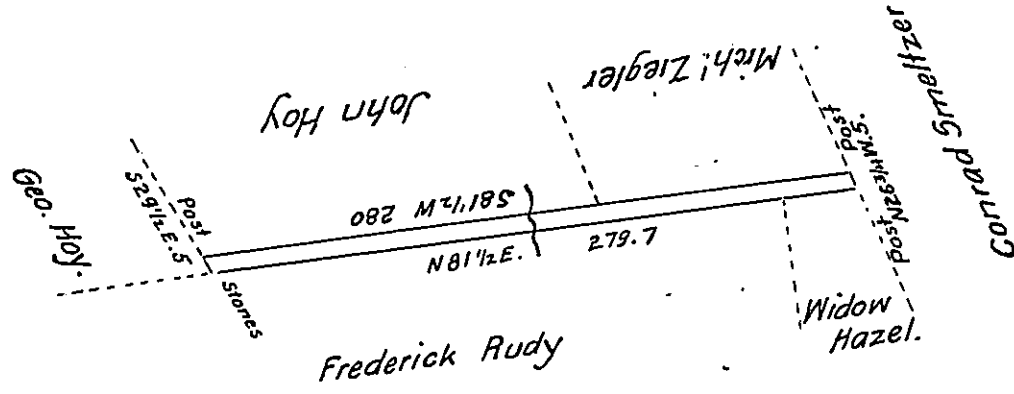 Geo. Hoy.
Post
S29½E.5
Stones
John Hoy
S81½W 280
Mich! Ziegler
N81½E.
279.7
Post
Post N26¾W.5.
Conrad Smeltzer
Frederick Rudy
Widow
Hazel.